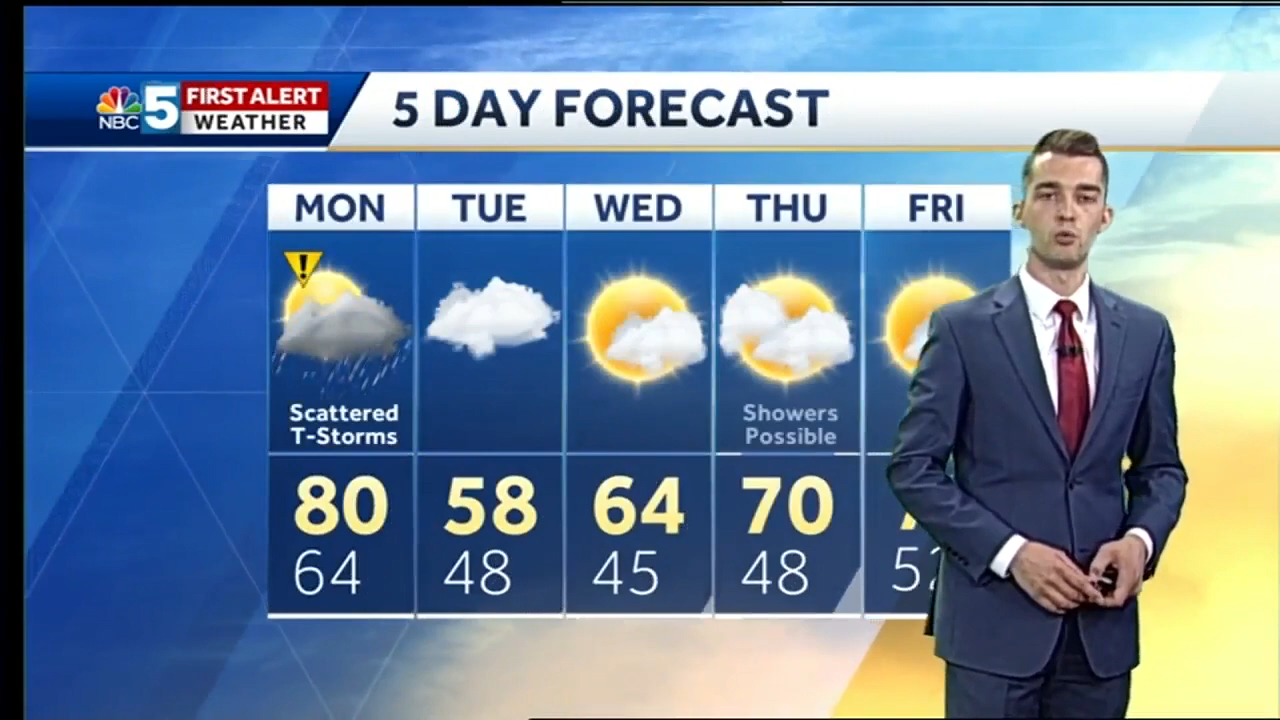 NBC 5 FIRST ALERT WEATHER
5 DAY FORECAST
MON TUE WED THU FRI
!
Scattered
T-Storms
Showers
Possible
80 58 64 70
64 48 45 48 52